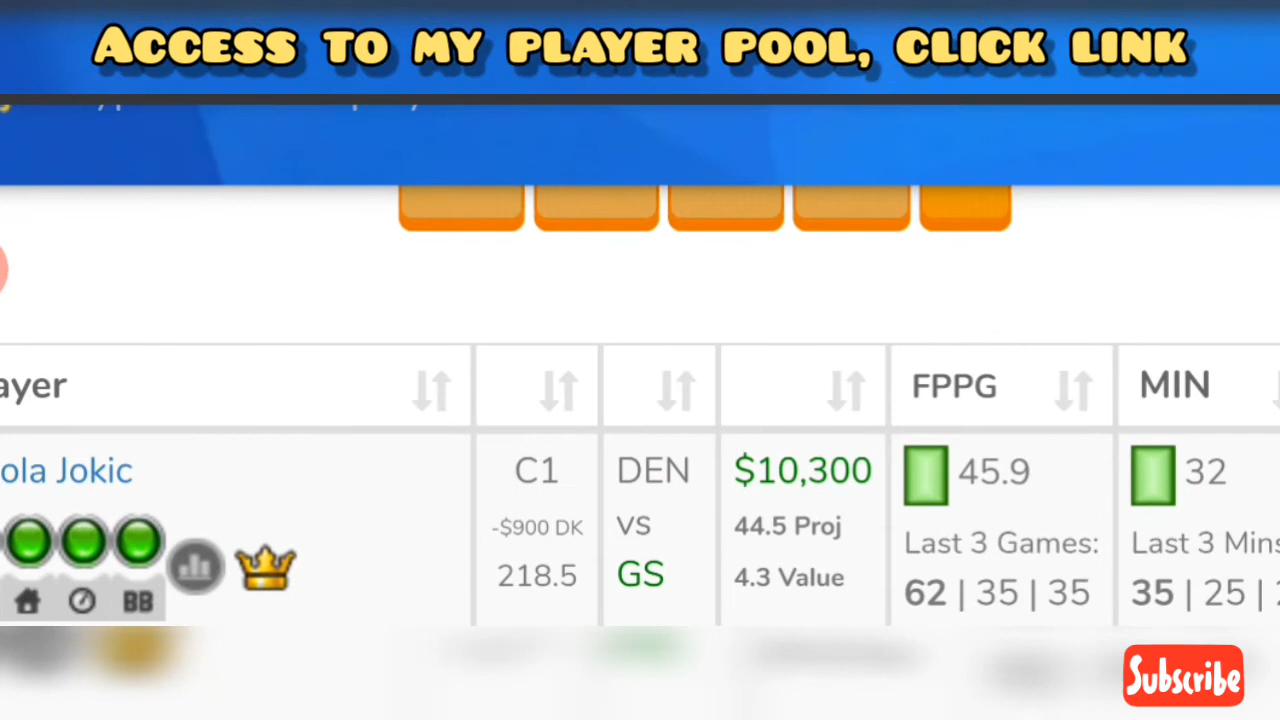 ACCESS TO MY PLAYER POOL, CLICK LINK
ayer FPPG MIN
ola Jokic C1 DEN $10,300 45.9 32
-$900 DK VS 44.5 Proj
218.5 GS 4.3 Value
Last 3 Games: Last 3 Mins
62 | 35 | 35 35 | 25 |
BB
Subscribe